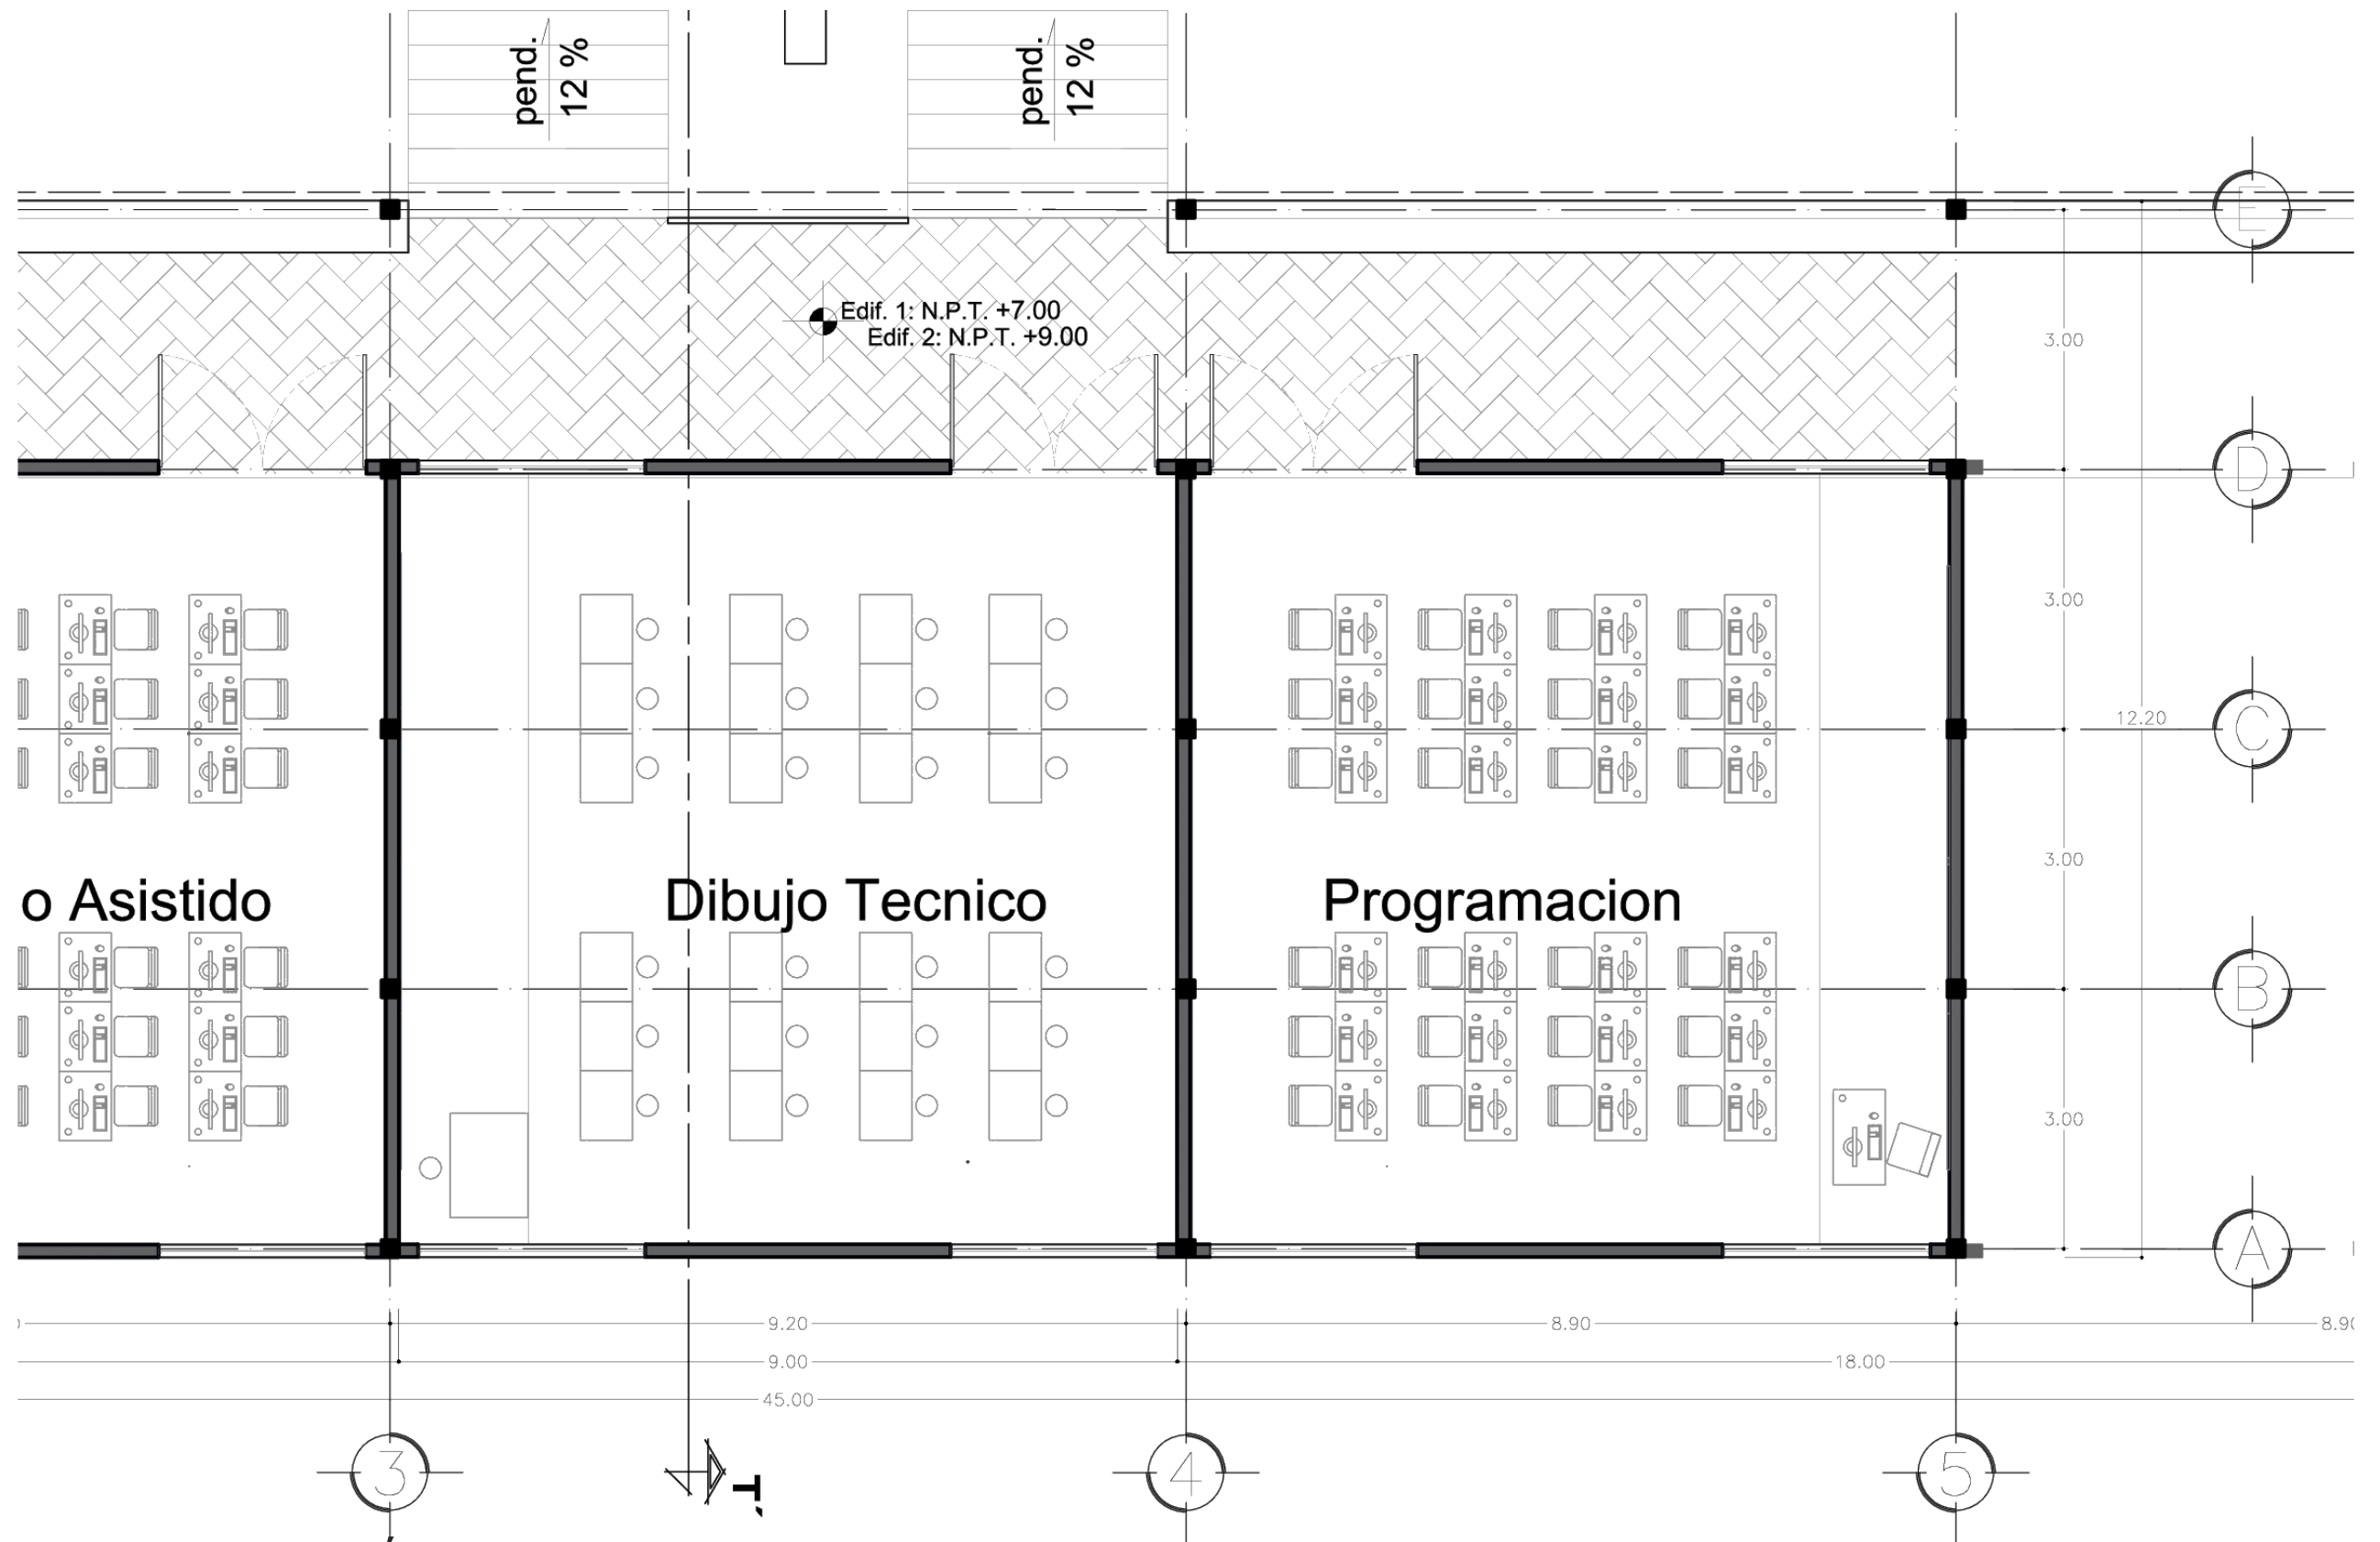 pend.
12 %
pend.
12 %
E
Edif. 1: N.P.T. +7.00
Edif. 2: N.P.T. +9.00
3.00
D
3.00
C
12.20
3.00
o Asistido
Dibujo Tecnico
Programacion
B
3.00
A
9.20
8.90
8.90
9.00
18.00
45.00
3
4
5
T'